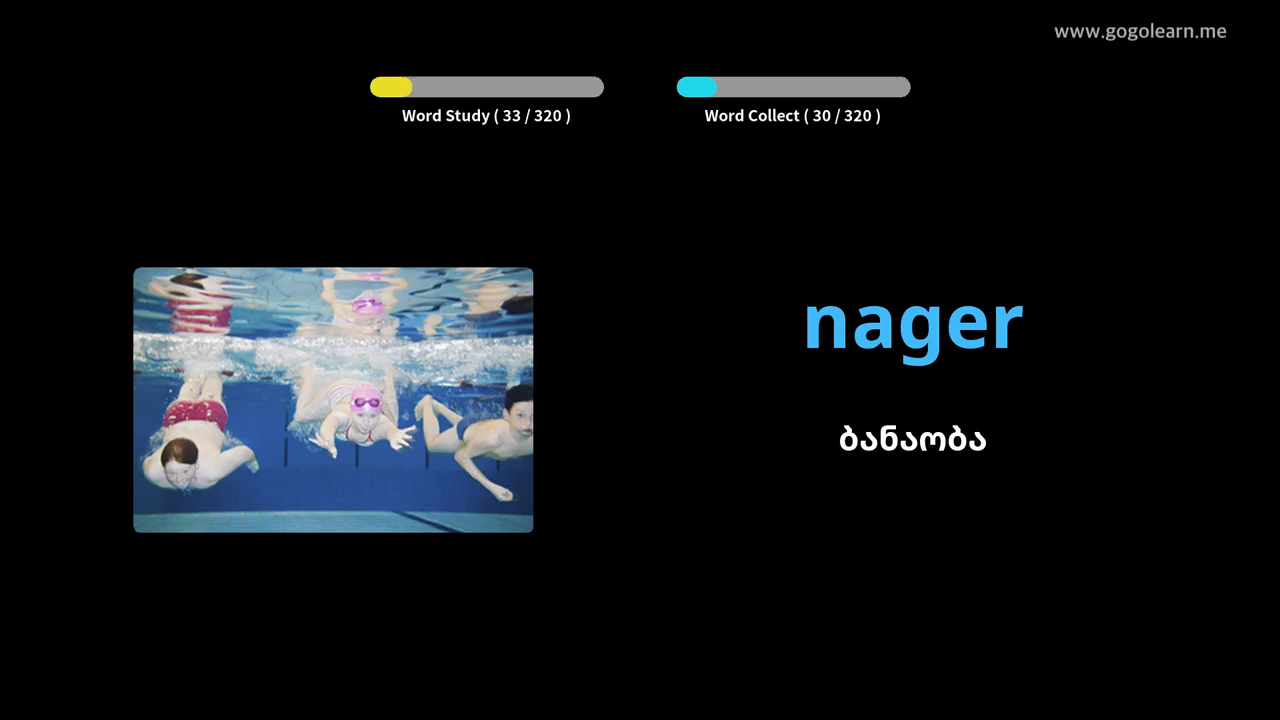 www.gogolearn.me
Word Study ( 33 / 320 )
Word Collect ( 30 / 320 )
nager
ბანაობა